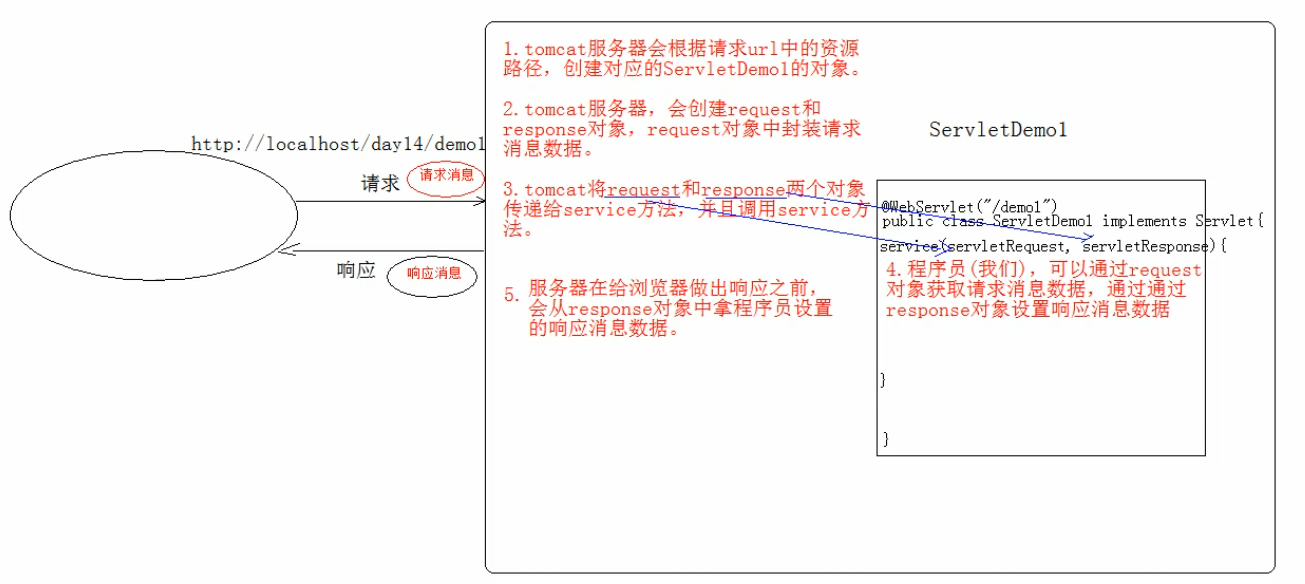 http://localhost/day14/demo1
请求
请求消息
响应
响应消息
1.tomcat服务器会根据请求url中的资源
路径，创建对应的ServletDemo1的对象。
2.tomcat服务器，会创建request和
response对象，request对象中封装请求
消息数据。
3.tomcat将request和response两个对象
传递给service方法，并且调用service方
法。
5.服务器在给浏览器做出响应之前，
会从response对象中拿程序员设置
的响应消息数据。
ServletDemo1
@WebServlet("/demo1")
public class ServletDemo1 implements Servlet{
service(servletRequest, servletResponse){
4.程序员(我们)，可以通过request
对象获取请求消息数据，通过通过
response对象设置响应消息数据
}
}